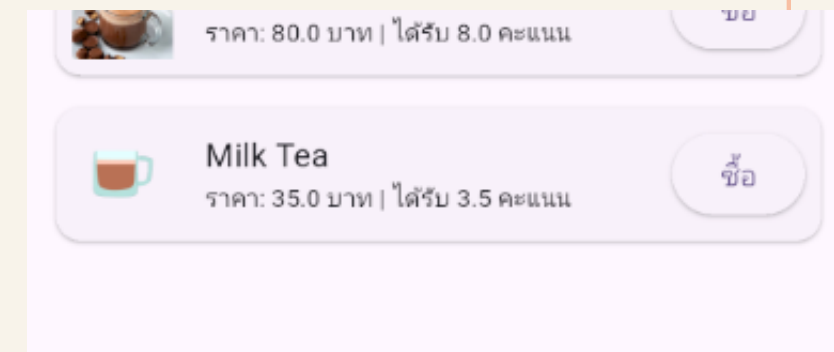 ราคา: 80.0 บาท | ได้รับ 8.0 คะแนน
ซื้อ
Milk Tea
ราคา: 35.0 บาท | ได้รับ 3.5 คะแนน
ซื้อ